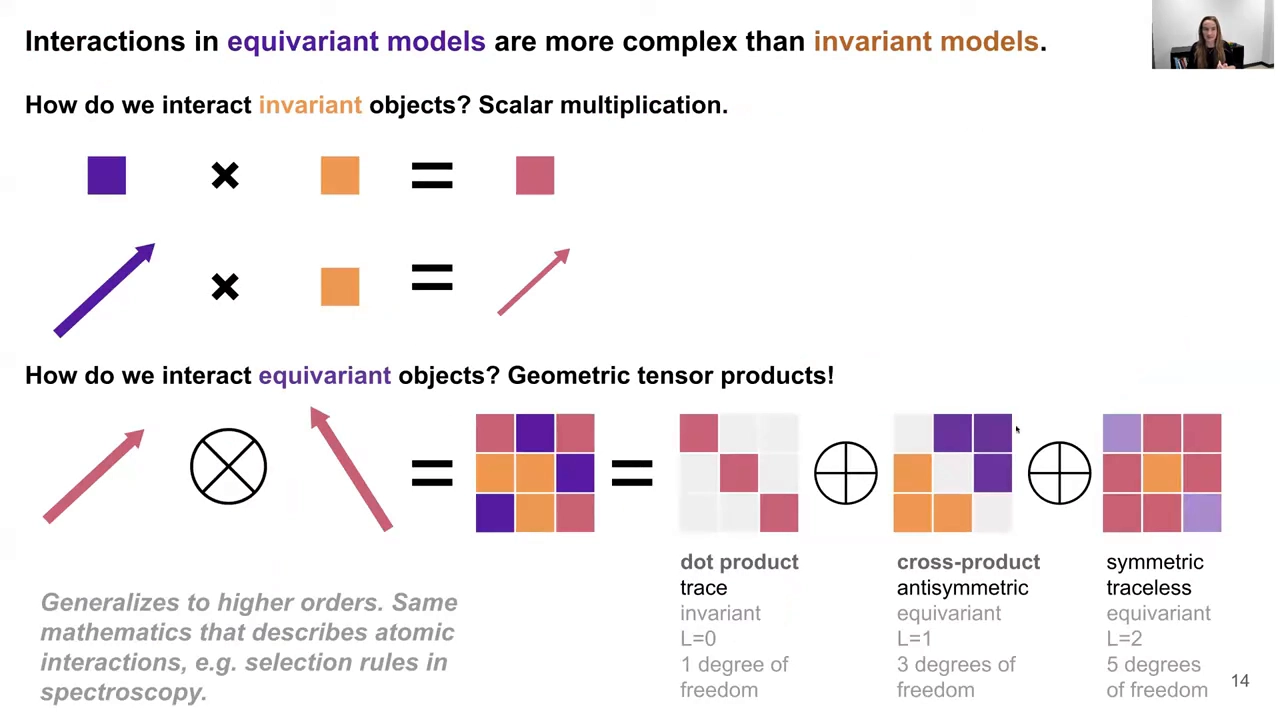 Interactions in equivariant models are more complex than invariant models.
How do we interact invariant objects? Scalar multiplication.
How do we interact equivariant objects? Geometric tensor products!
Generalizes to higher orders. Same
mathematics that describes atomic
interactions, e.g. selection rules in
spectroscopy.
dot product
trace
invariant
L=0
1 degree of
freedom
cross-product
antisymmetric
equivariant
L=1
3 degrees of
freedom
symmetric
traceless
equivariant
L=2
5 degrees
of freedom
14